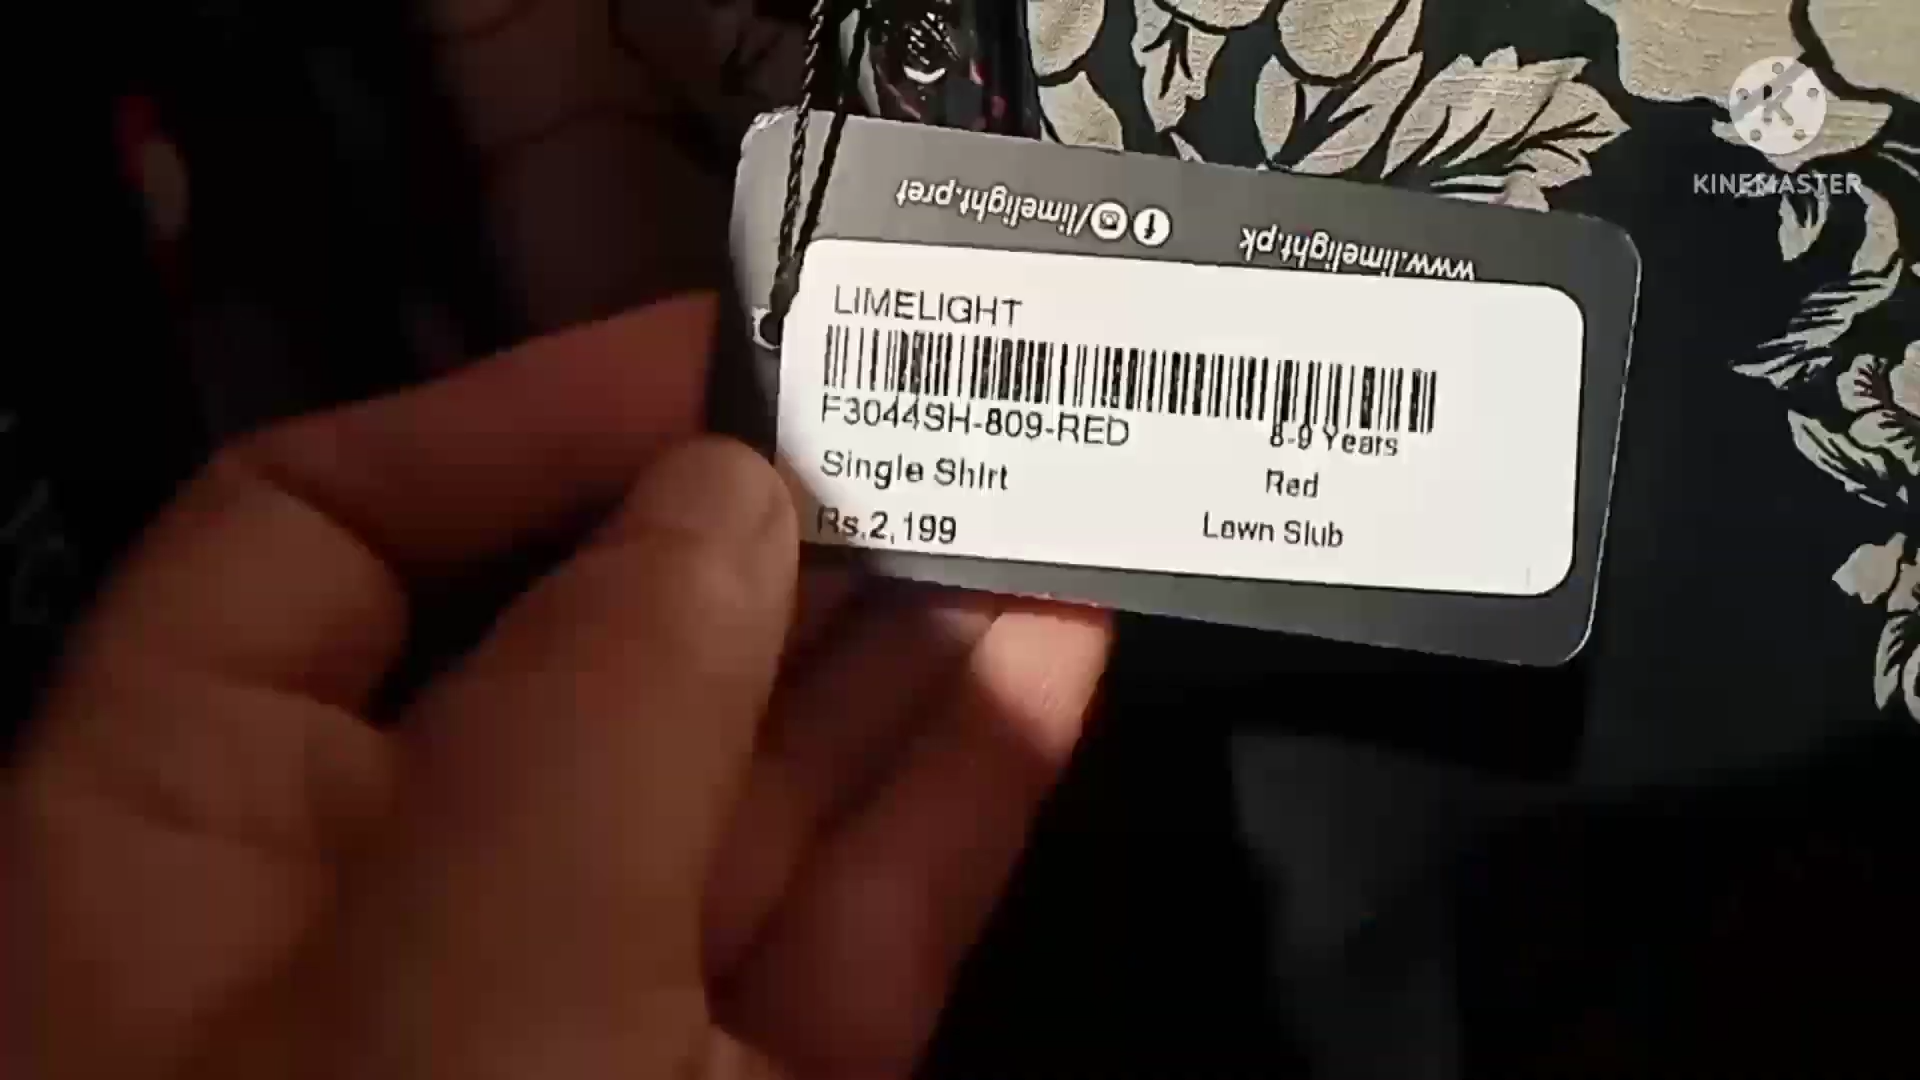 /limelight.pret
www.limelight.pk
LIMELIGHT
F3044SH-809-RED
8-9 Years
Single Shirt
Red
Rs.2,199
Lawn Slub
KINEMASTER